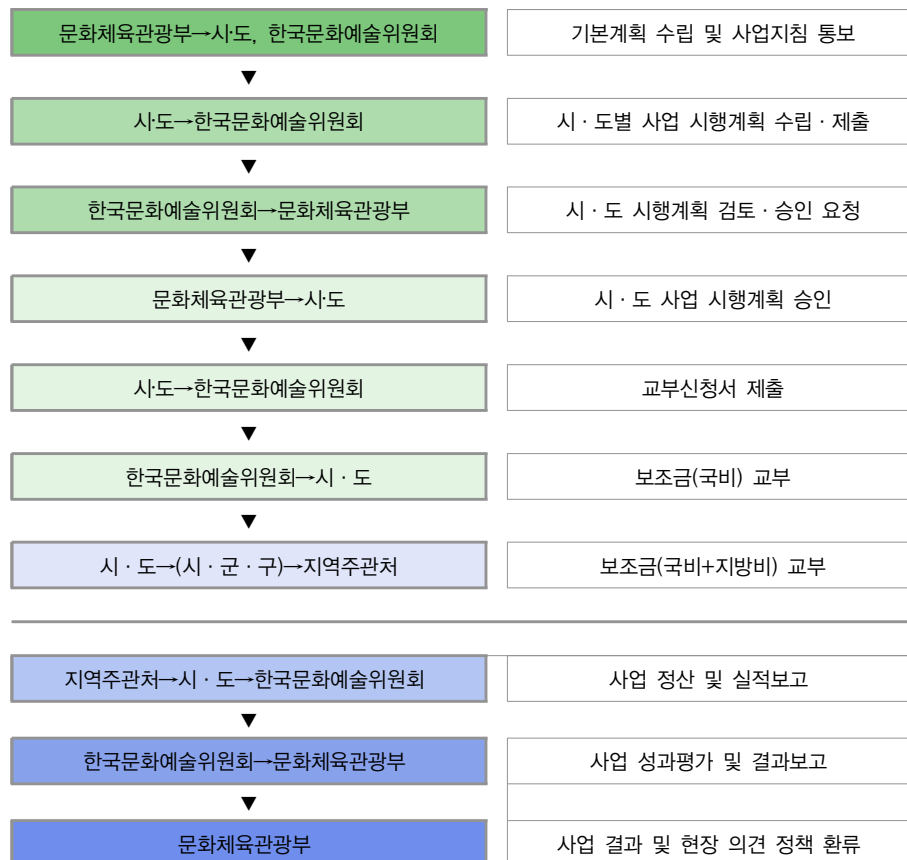 문화체육관광부→시·도, 한국문화예술위원회 기본계획 수립 및 사업지침 통보
▼
시·도→한국문화예술위원회 시 · 도별 사업 시행계획 수립 · 제출
▼
한국문화예술위원회→문화체육관광부 시 · 도 시행계획 검토 · 승인 요청
▼
문화체육관광부→시·도 시 · 도 사업 시행계획 승인
▼
시·도→한국문화예술위원회 교부신청서 제출
▼
한국문화예술위원회→시 · 도 보조금(국비) 교부
▼
시 · 도→(시 · 군 · 구)→지역주관처 보조금(국비+지방비) 교부
지역주관처→시 · 도→한국문화예술위원회 사업 정산 및 실적보고
▼
한국문화예술위원회→문화체육관광부 사업 성과평가 및 결과보고
▼
문화체육관광부 사업 결과 및 현장 의견 정책 환류